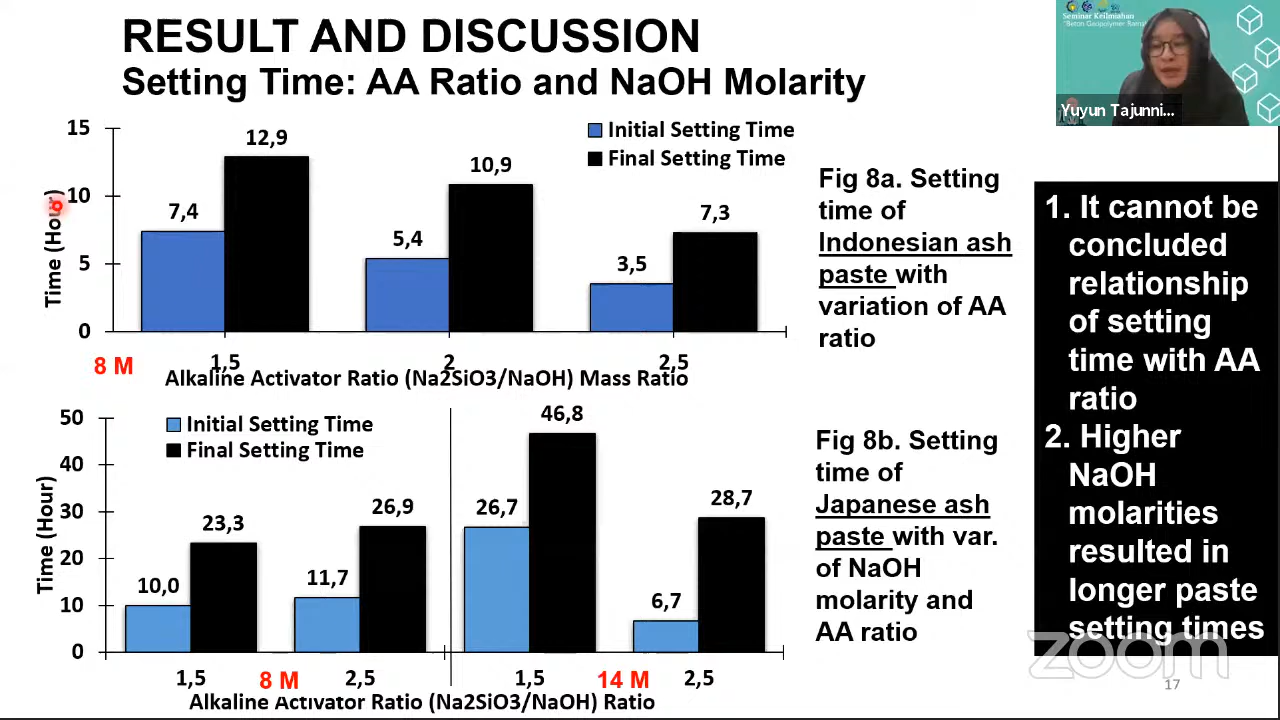 RESULT AND DISCUSSION
Setting Time: AA Ratio and NaOH Molarity
Seminar Keilmiahan
Yuyun Tajunni...
Initial Setting Time
Final Setting Time
Time (Hour)
15
10
5
0
7,4
12,9
5,4
10,9
3,5
7,3
8 M
1,5
2
2,5
Alkaline Activator Ratio (Na2SiO3/NaOH) Mass Ratio
Fig 8a. Setting
time of
Indonesian ash
paste with
variation of AA
ratio
Initial Setting Time
Final Setting Time
Time (Hour)
50
40
30
20
10
0
10,0
23,3
11,7
26,9
26,7
46,8
6,7
28,7
1,5
8 M
2,5
1,5
14 M
2,5
Alkaline Activator Ratio (Na2SiO3/NaOH) Ratio
Fig 8b. Setting
time of
Japanese ash
paste with var.
of NaOH
molarity and
AA ratio
1. It cannot be
concluded
relationship
of setting
time with AA
ratio
2. Higher
NaOH
molarities
resulted in
longer paste
setting times
zoom
17